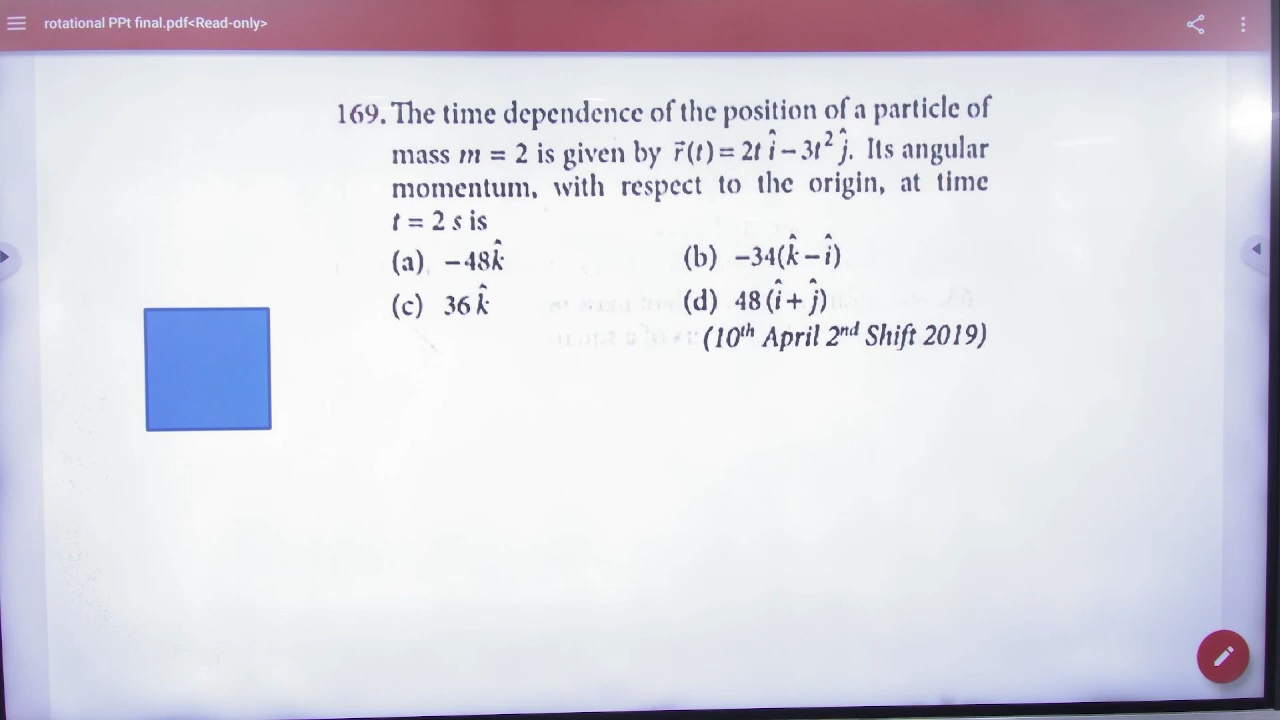 rotational PPt final.pdf<Read-only>
169. The time dependence of the position of a particle of
mass m = 2 is given by r⃗(t) = 2t î – 3t² ĵ. Its angular
momentum, with respect to the origin, at time
t = 2 s is
(a) –48k̂ (b) –34(k̂ – î)
(c) 36 k̂ (d) 48 (î + ĵ)
(10th April 2nd Shift 2019)